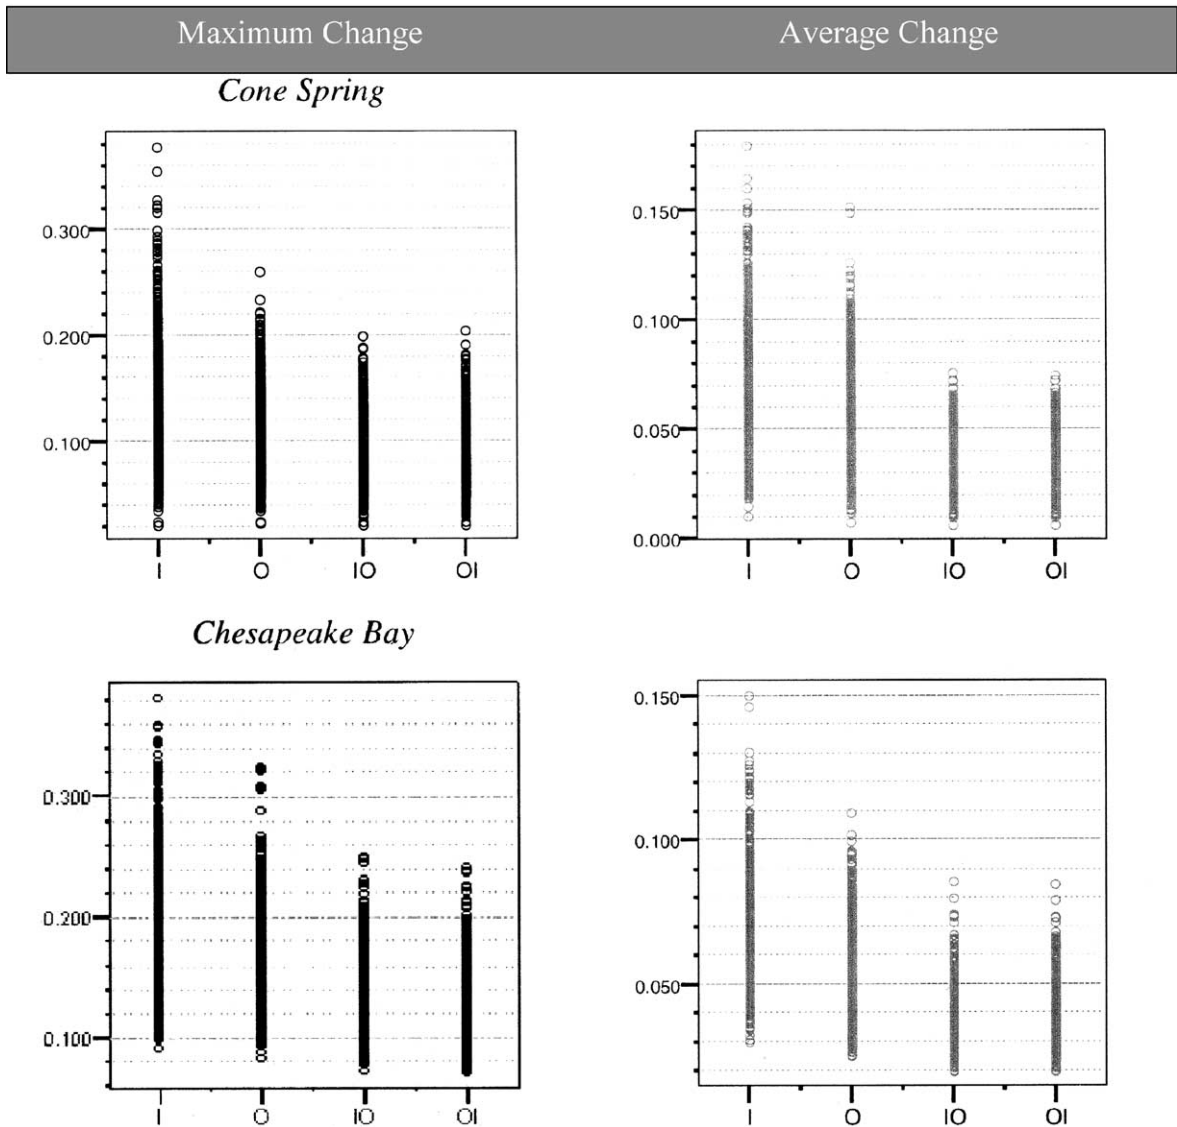 Maximum Change Average Change
Cone Spring
0.300
0.200
0.100
I O IO OI
0.150
0.100
0.050
0.000
I O IO OI
Chesapeake Bay
0.300
0.200
0.100
I O IO OI
0.150
0.100
0.050
I O IO OI